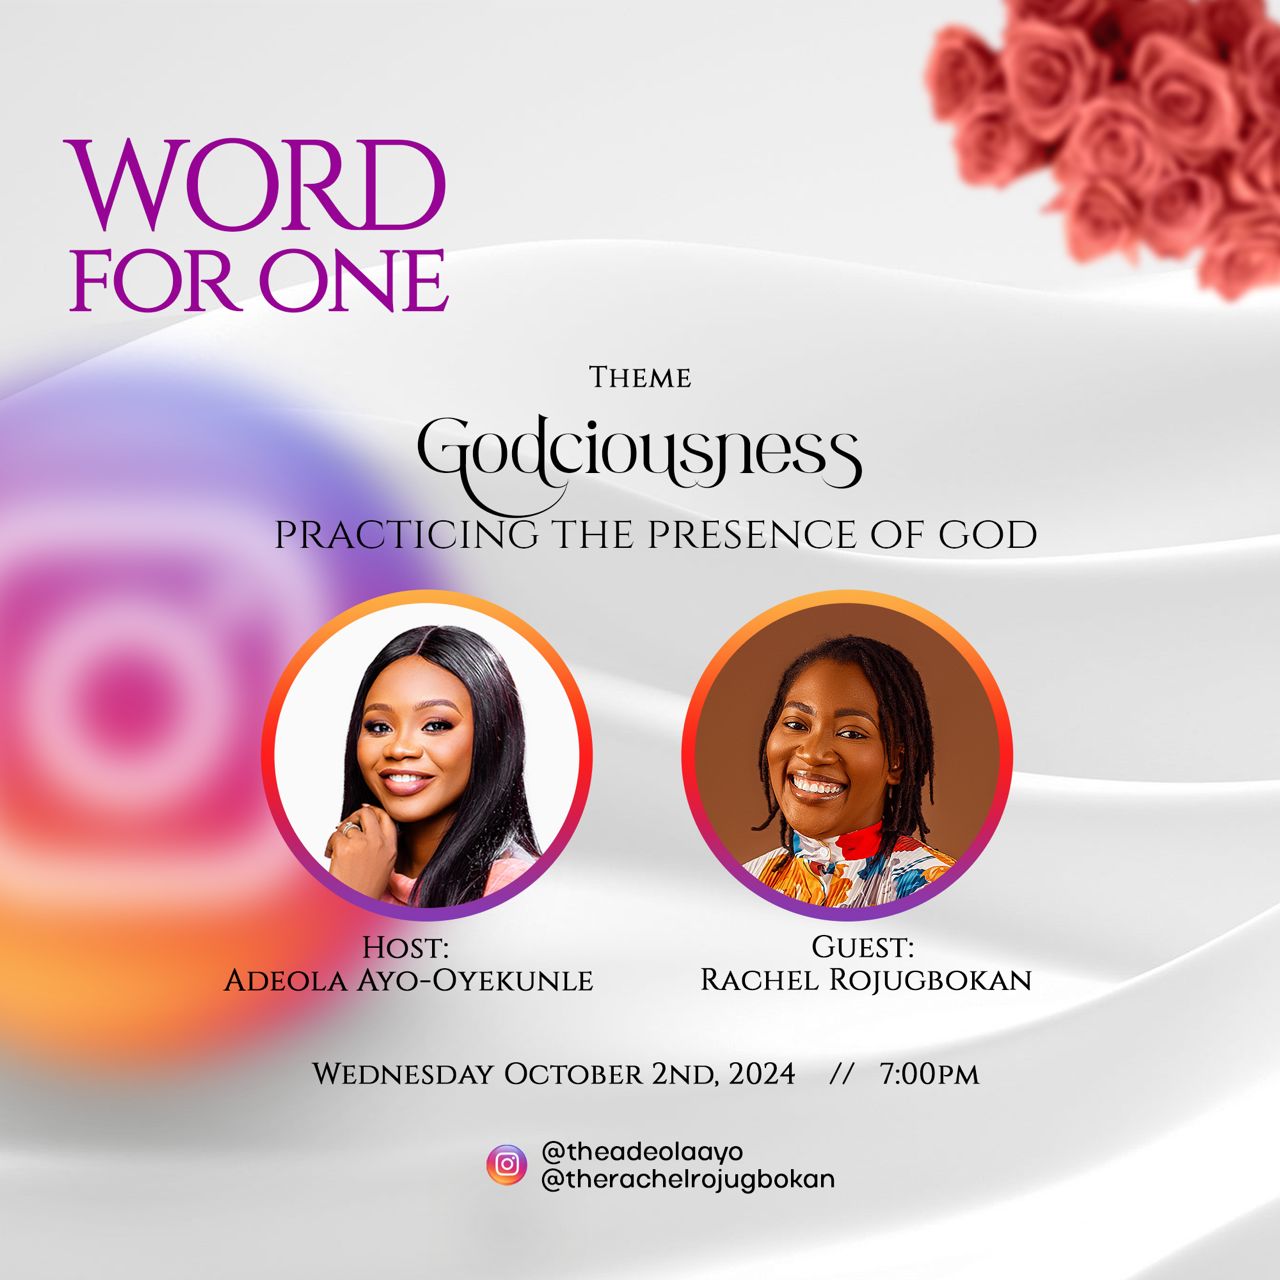 WORD
FOR ONE
THEME
Godciousness
PRACTICING THE PRESENCE OF GOD
HOST:
ADEOLA AYO-OYEKUNLE
GUEST:
RACHEL ROJUGBOKAN
WEDNESDAY OCTOBER 2ND, 2024 // 7:00PM
@theadeolaayo
@therachelrojugbokan